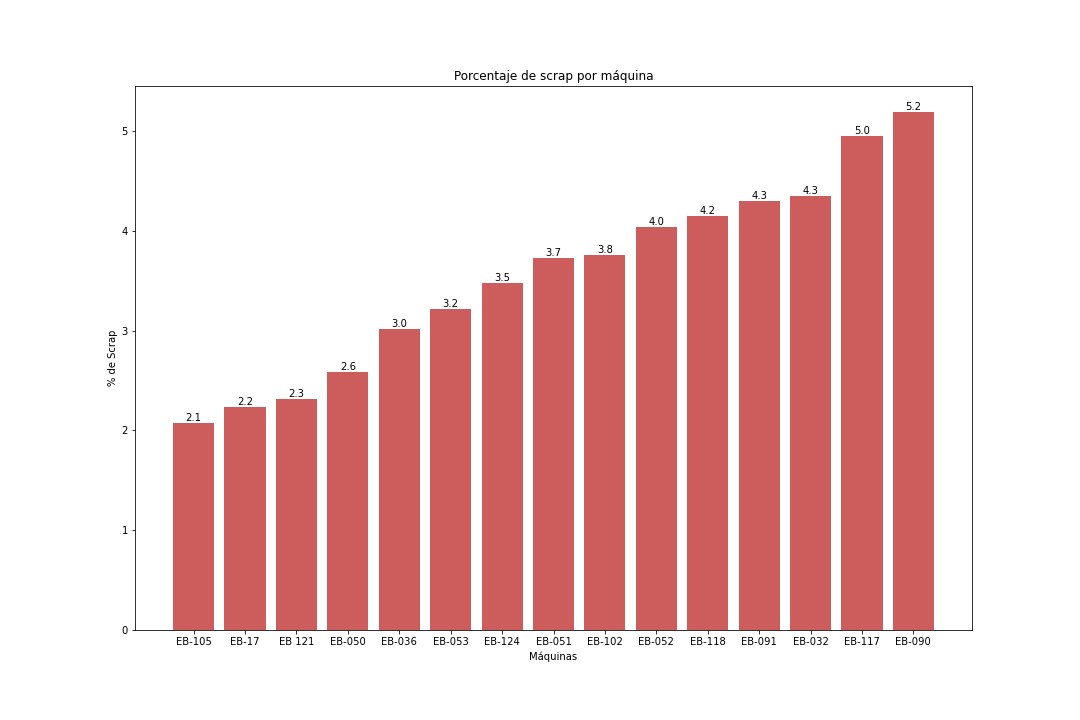 Porcentaje de scrap por máquina
% de Scrap
5
4
3
2
1
0
2.1
2.2
2.3
2.6
3.0
3.2
3.5
3.7
3.8
4.0
4.2
4.3
4.3
5.0
5.2
EB-105
EB-17
EB 121
EB-050
EB-036
EB-053
EB-124
EB-051
EB-102
EB-052
EB-118
EB-091
EB-032
EB-117
EB-090
Máquinas